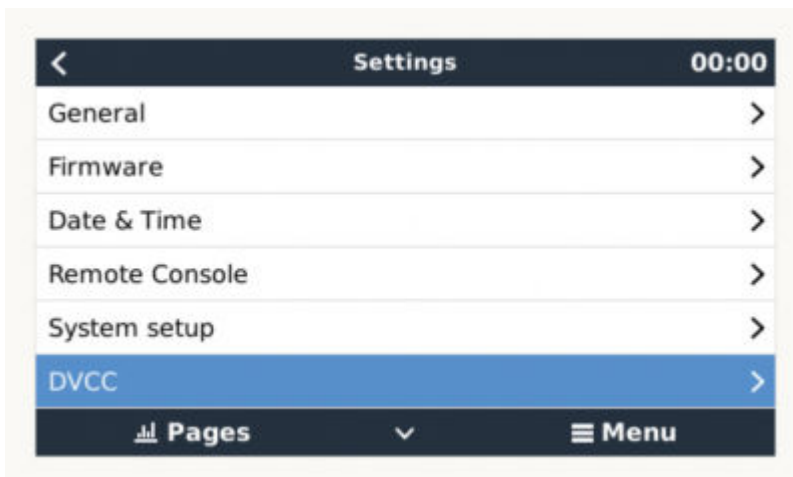 Settings 00:00
General
Firmware
Date & Time
Remote Console
System setup
DVCC
Pages Menu